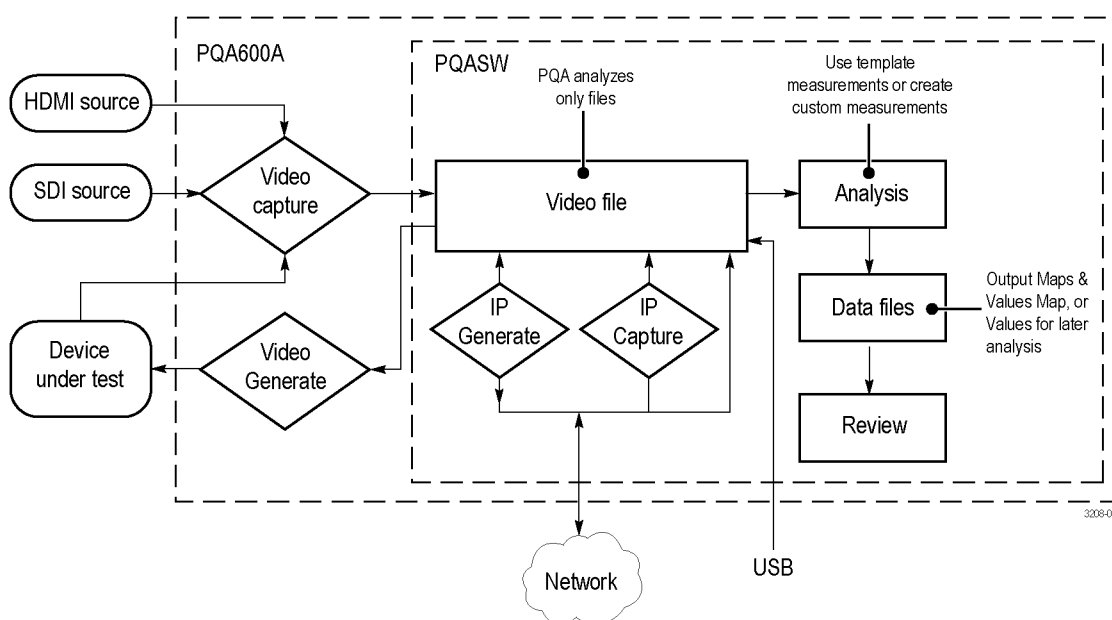 PQA600A
PQASW
HDMI source
SDI source
Video
capture
PQA analyzes
only files
Video file
Use template
measurements or create
custom measurements
Analysis
Data files
Output Maps &
Values Map, or
Values for later
analysis
Review
IP
Generate
IP
Capture
Device
under test
Video
Generate
Network
USB
3208-0